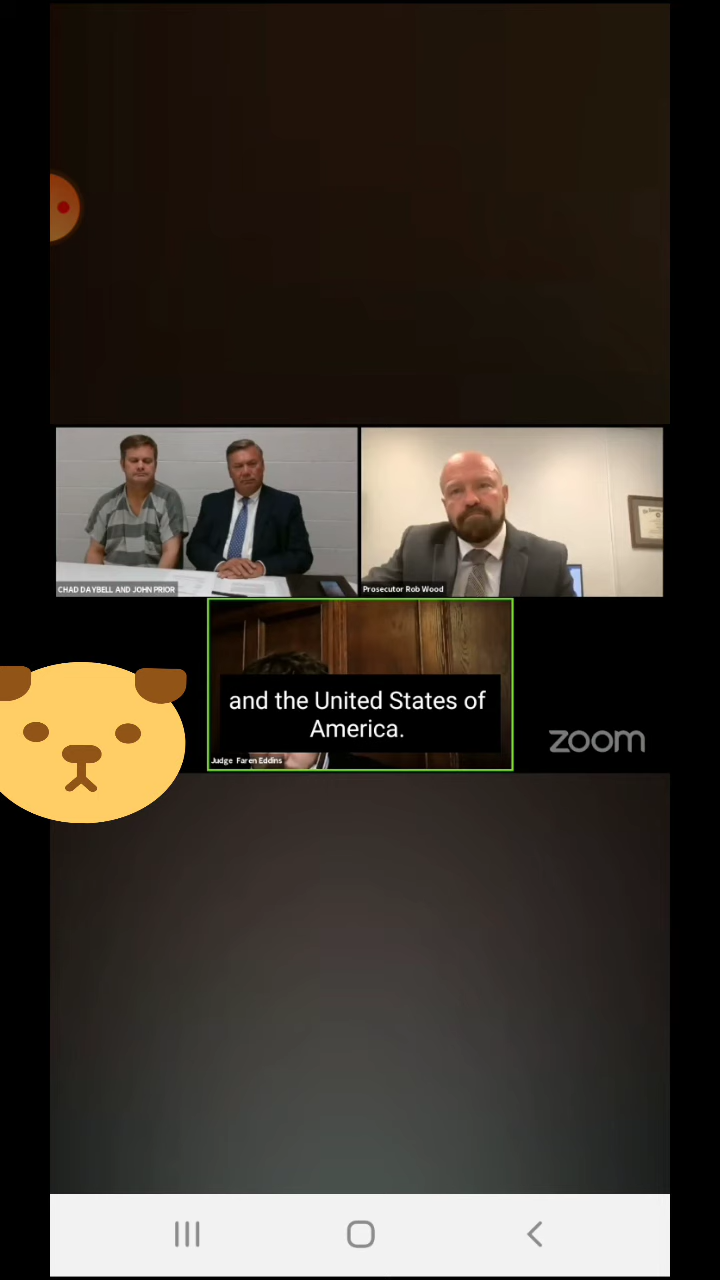 CHAD DAYBELL AND JOHN PRIOR
Prosecutor Rob Wood
and the United States of
America.
Judge Faren Eddins
zoom